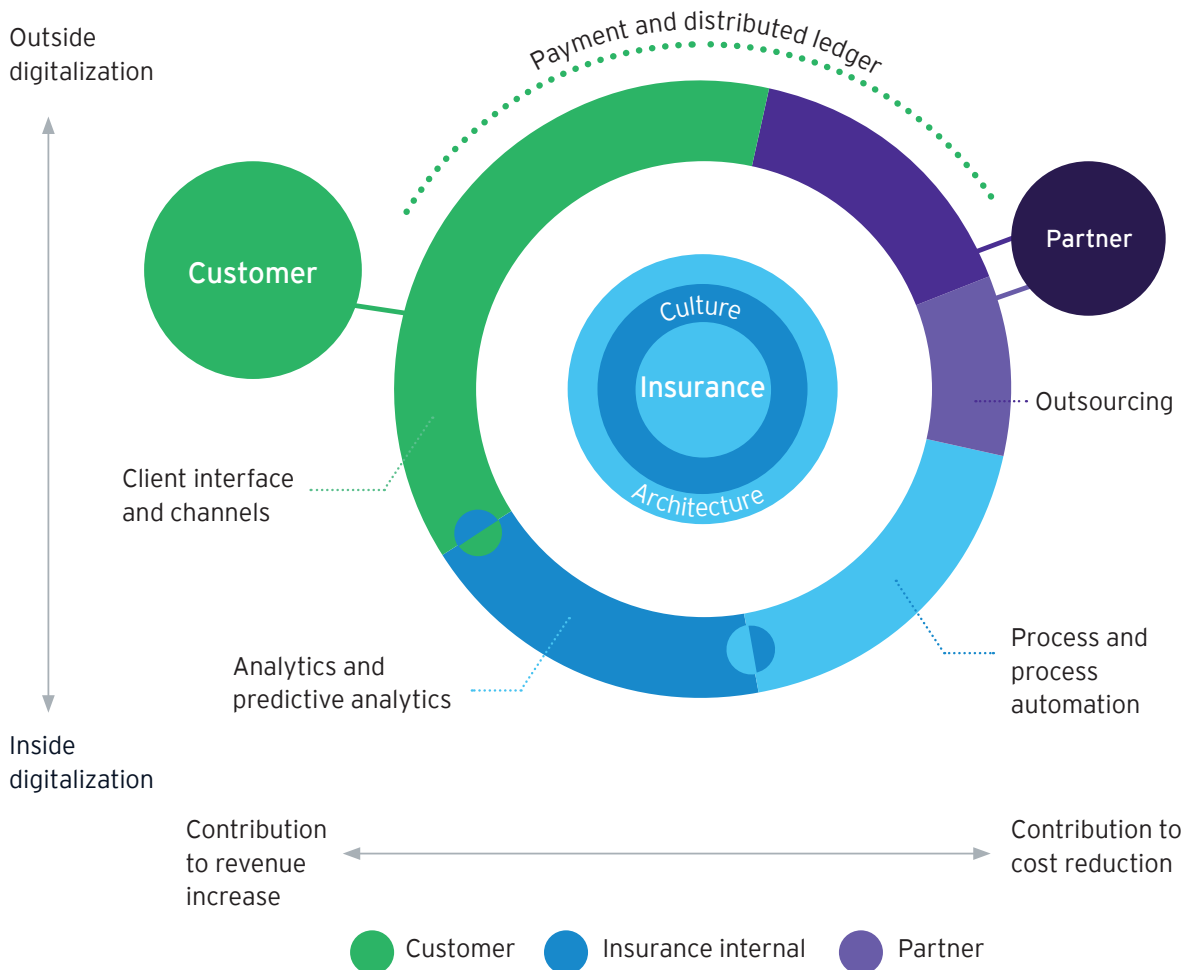 Outside
digitalization
Payment and distributed ledger
Customer
Partner
Culture
Insurance
Architecture
Outsourcing
Client interface
and channels
Analytics and
predictive analytics
Process and
process
automation
Inside
digitalization
Contribution
to revenue
increase
Contribution to
cost reduction
Customer
Insurance internal
Partner